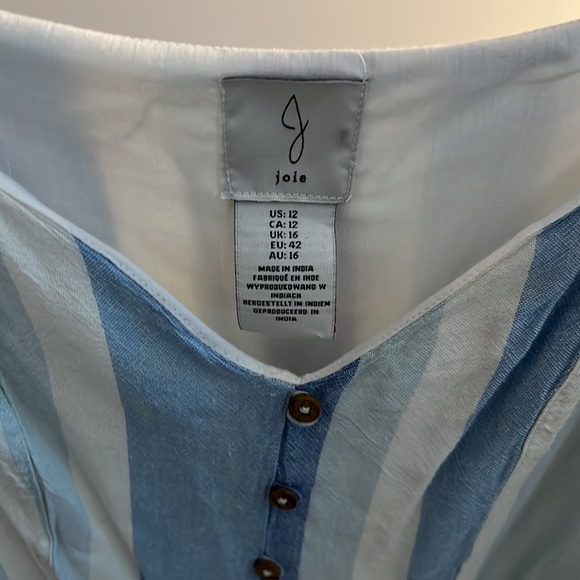 J
joie
US: 12
CA: 12
UK: 16
EU: 42
AU: 16
MADE IN INDIA
FABRIQUÉ EN INDE
WYPRODUKOWANO W
INDIACH
HERGESTELLT IN INDIEN
GEPRODUCEERD IN
INDIA